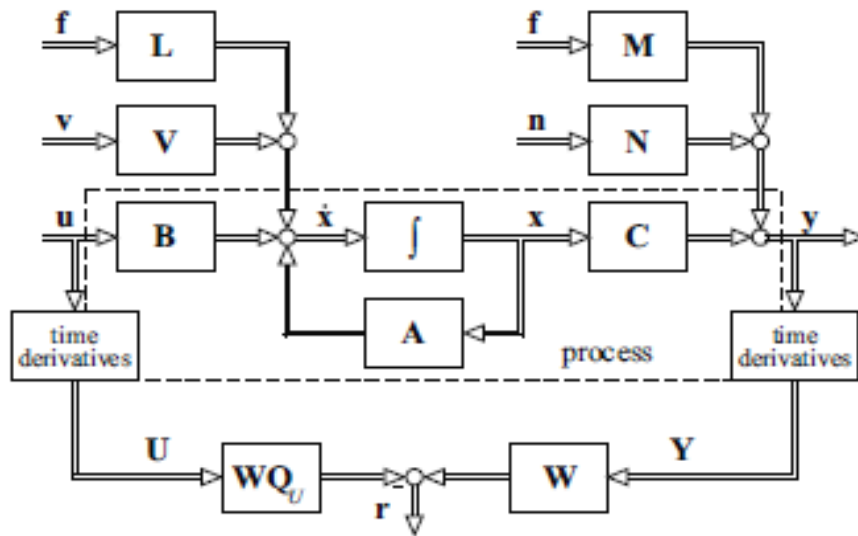 f L f M
v V n N
u B ẋ ∫ x C y
A
time derivatives
process
time derivatives
U Y
WQ_U W
- r